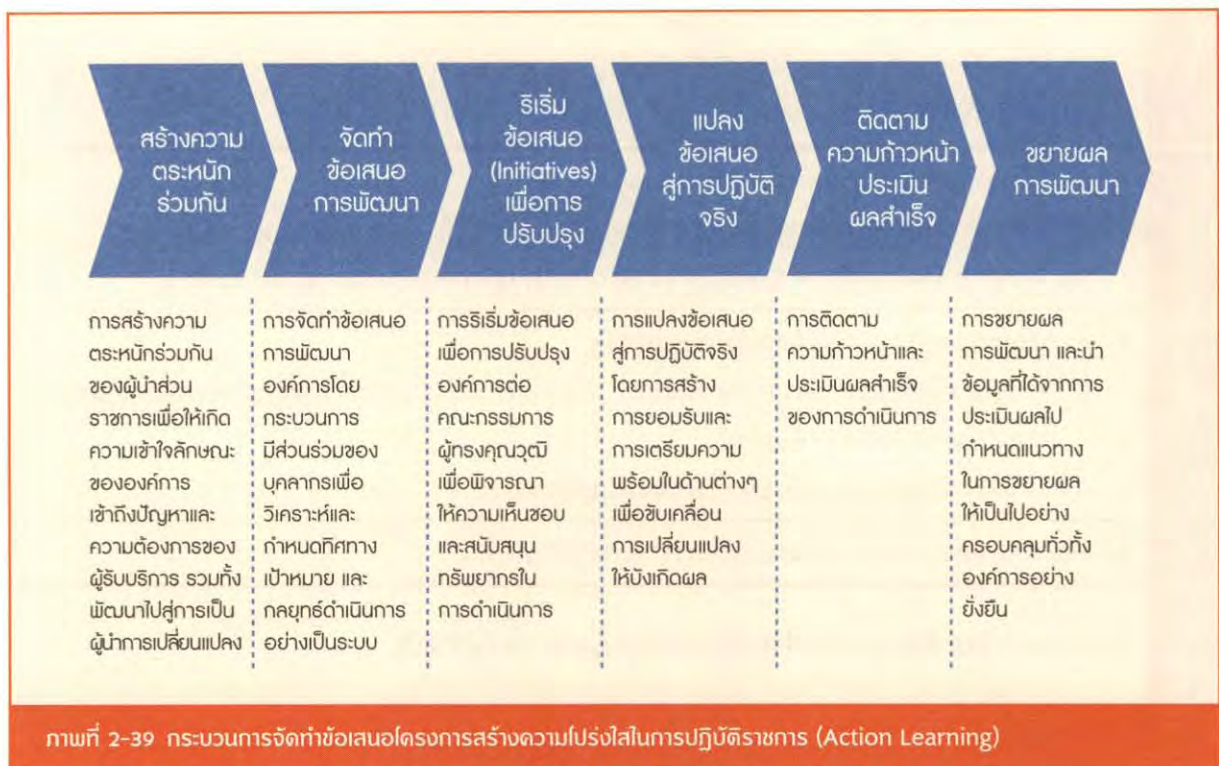 สร้างความ
ตระหนัก
ร่วมกัน
จัดทำ
ข้อเสนอ
การพัฒนา
ริเริ่ม
ข้อเสนอ
(Initiatives)
เพื่อการ
ปรับปรุง
แปลง
ข้อเสนอ
สู่การปฏิบัติ
จริง
ติดตาม
ความก้าวหน้า
ประเมิน
ผลสำเร็จ
ขยายผล
การพัฒนา
การสร้างความ
ตระหนักร่วมกัน
ของผู้นำส่วน
ราชการเพื่อให้เกิด
ความเข้าใจลักษณะ
ขององค์การ
เข้าถึงปัญหาและ
ความต้องการของ
ผู้รับบริการ รวมทั้ง
พัฒนาไปสู่การเป็น
ผู้นำการเปลี่ยนแปลง
การจัดทำข้อเสนอ
การพัฒนา
องค์การโดย
กระบวนการ
มีส่วนร่วมของ
บุคลากรเพื่อ
วิเคราะห์และ
กำหนดทิศทาง
เป้าหมาย และ
กลยุทธ์ดำเนินการ
อย่างเป็นระบบ
การริเริ่มข้อเสนอ
เพื่อการปรับปรุง
องค์การต่อ
คณะกรรมการ
ผู้ทรงคุณวุฒิ
เพื่อพิจารณา
ให้ความเห็นชอบ
และสนับสนุน
ทรัพยากรใน
การดำเนินการ
การแปลงข้อเสนอ
สู่การปฏิบัติจริง
โดยการสร้าง
การยอมรับและ
การเตรียมความ
พร้อมในด้านต่างๆ
เพื่อขับเคลื่อน
การเปลี่ยนแปลง
ให้บังเกิดผล
การติดตาม
ความก้าวหน้าและ
ประเมินผลสำเร็จ
ของการดำเนินการ
การขยายผล
การพัฒนา และนำ
ข้อมูลที่ได้จากการ
ประเมินผลไป
กำหนดแนวทาง
ในการขยายผล
ให้เป็นไปอย่าง
ครอบคลุมทั่วทั้ง
องค์การอย่าง
ยั่งยืน
ภาพที่ 2-39 กระบวนการจัดทำข้อเสนอโครงการสร้างความโปร่งใสในการปฏิบัติราชการ (Action Learning)